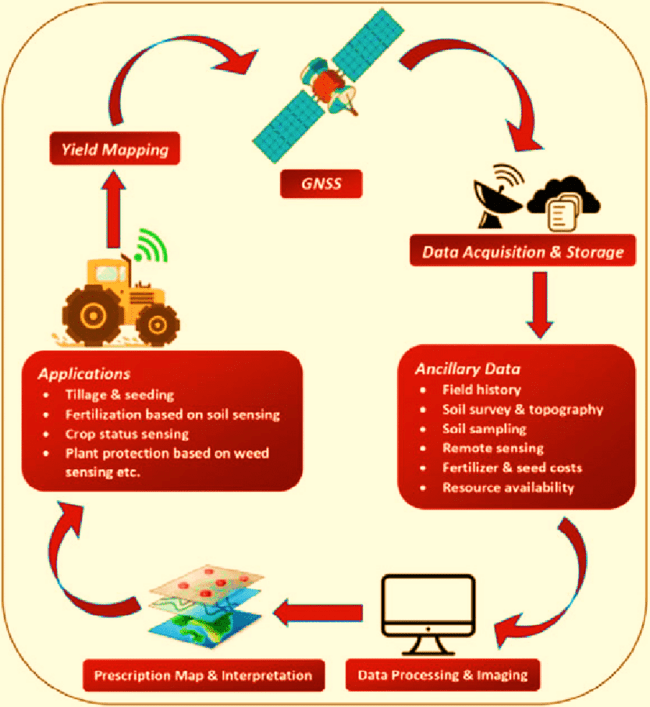 Yield Mapping
GNSS
Data Acquisition & Storage
Ancillary Data
• Field history
• Soil survey & topography
• Soil sampling
• Remote sensing
• Fertilizer & seed costs
• Resource availability
Data Processing & Imaging
Prescription Map & Interpretation
Applications
• Tillage & seeding
• Fertilization based on soil sensing
• Crop status sensing
• Plant protection based on weed
sensing etc.